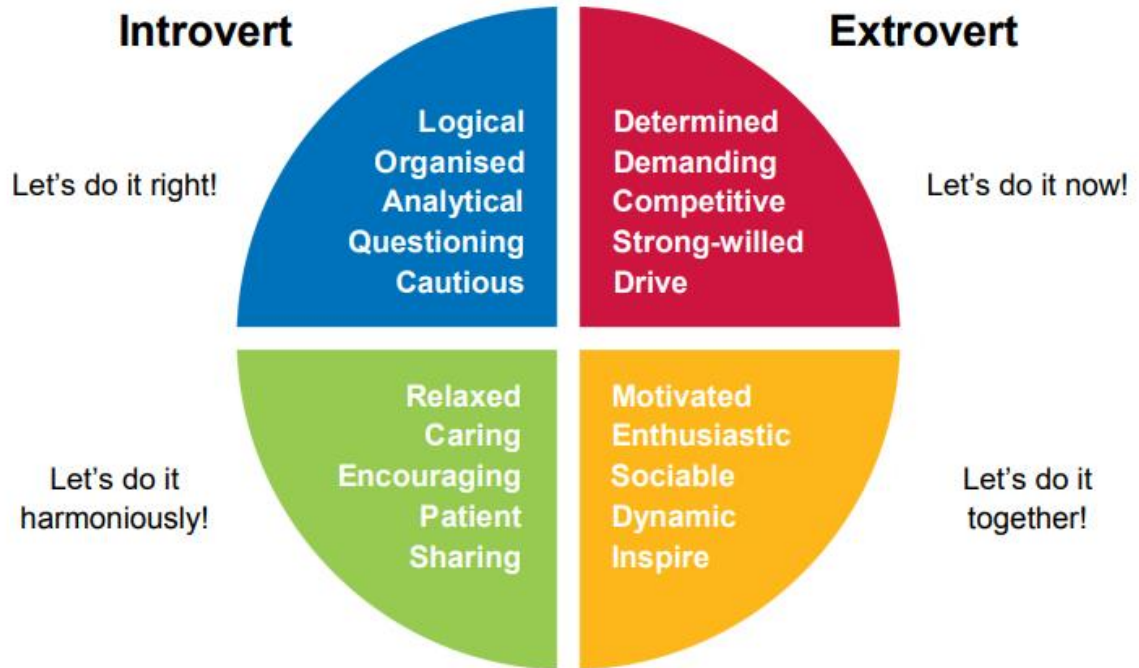 Introvert
Extrovert
Let's do it right!
Logical
Organised
Analytical
Questioning
Cautious
Determined
Demanding
Competitive
Strong-willed
Drive
Let's do it now!
Let's do it
harmoniously!
Relaxed
Caring
Encouraging
Patient
Sharing
Motivated
Enthusiastic
Sociable
Dynamic
Inspire
Let's do it
together!